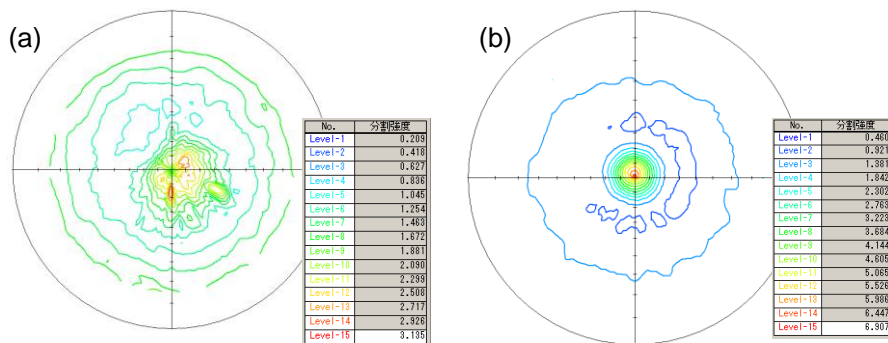 (a)
No. 分割強度
Level-1 0.209
Level-2 0.418
Level-3 0.627
Level-4 0.836
Level-5 1.045
Level-6 1.254
Level-7 1.463
Level-8 1.672
Level-9 1.881
Level-10 2.090
Level-11 2.299
Level-12 2.508
Level-13 2.717
Level-14 2.926
Level-15 3.135
(b)
No. 分割強度
Level-1 0.460
Level-2 0.921
Level-3 1.381
Level-4 1.842
Level-5 2.302
Level-6 2.763
Level-7 3.223
Level-8 3.684
Level-9 4.144
Level-10 4.605
Level-11 5.065
Level-12 5.526
Level-13 5.986
Level-14 6.447
Level-15 6.907